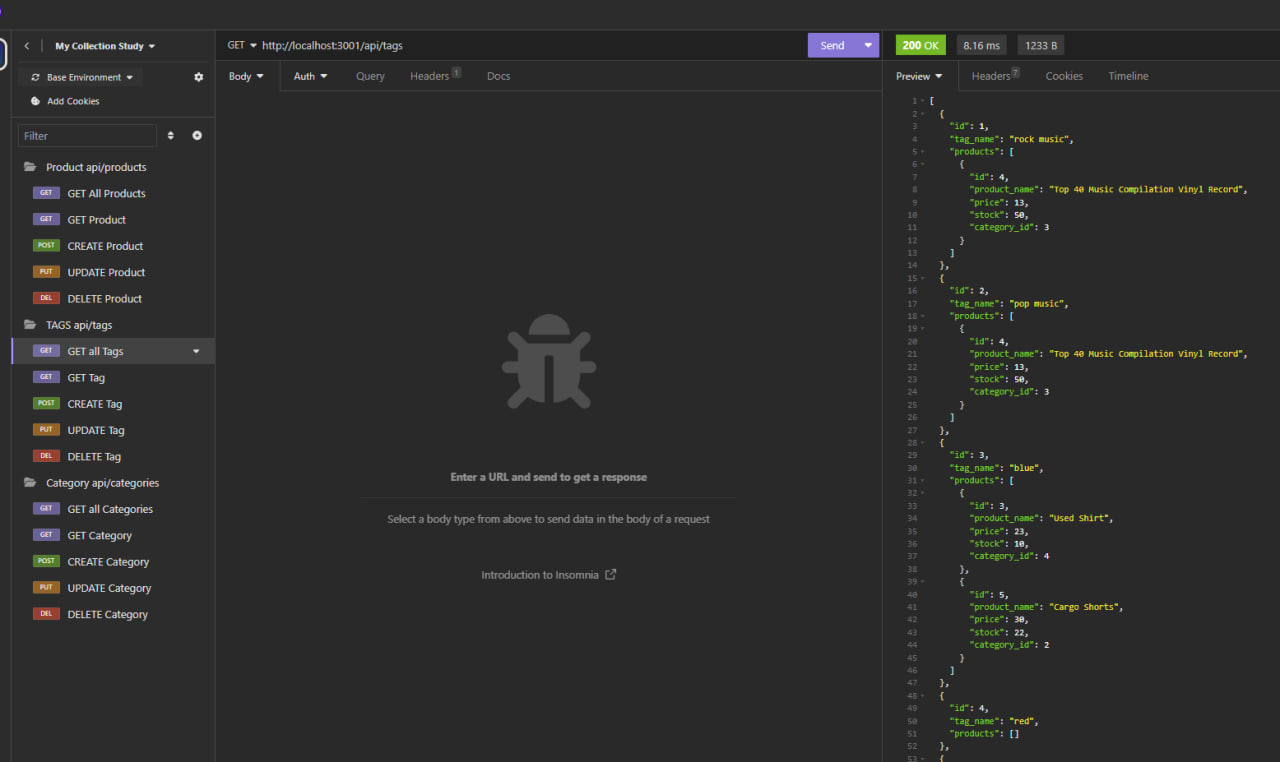 My Collection Study
Base Environment
Add Cookies
Filter
Product api/products
GET GET All Products
GET GET Product
POST CREATE Product
PUT UPDATE Product
DEL DELETE Product
TAGS api/tags
GET GET all Tags
GET GET Tag
POST CREATE Tag
PUT UPDATE Tag
DEL DELETE Tag
Category api/categories
GET GET all Categories
GET GET Category
POST CREATE Category
PUT UPDATE Category
DEL DELETE Category
GET http://localhost:3001/api/tags Send
Body Auth Query Headers 1 Docs
Enter a URL and send to get a response
Select a body type from above to send data in the body of a request
Introduction to Insomnia
200 OK 8.16 ms 1233 B
Preview Headers 7 Cookies Timeline
1 [
2 {
3 "id": 1,
4 "tag_name": "rock music",
5 "products": [
6 {
7 "id": 4,
8 "product_name": "Top 40 Music Compilation Vinyl Record",
9 "price": 13,
10 "stock": 50,
11 "category_id": 3
12 }
13 ]
14 },
15 {
16 "id": 2,
17 "tag_name": "pop music",
18 "products": [
19 {
20 "id": 4,
21 "product_name": "Top 40 Music Compilation Vinyl Record",
22 "price": 13,
23 "stock": 50,
24 "category_id": 3
25 }
26 ]
27 },
28 {
29 "id": 3,
30 "tag_name": "blue",
31 "products": [
32 {
33 "id": 3,
34 "product_name": "Used Shirt",
35 "price": 23,
36 "stock": 10,
37 "category_id": 4
38 },
39 {
40 "id": 5,
41 "product_name": "Cargo Shorts",
42 "price": 30,
43 "stock": 22,
44 "category_id": 2
45 }
46 ]
47 },
48 {
49 "id": 4,
50 "tag_name": "red",
51 "products": []
52 },
53 {